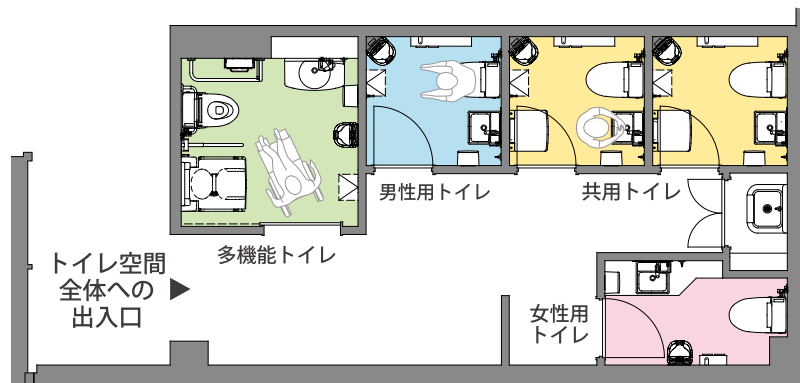 男性用トイレ
共用トイレ
多機能トイレ
トイレ空間
全体への
出入口
女性用
トイレ